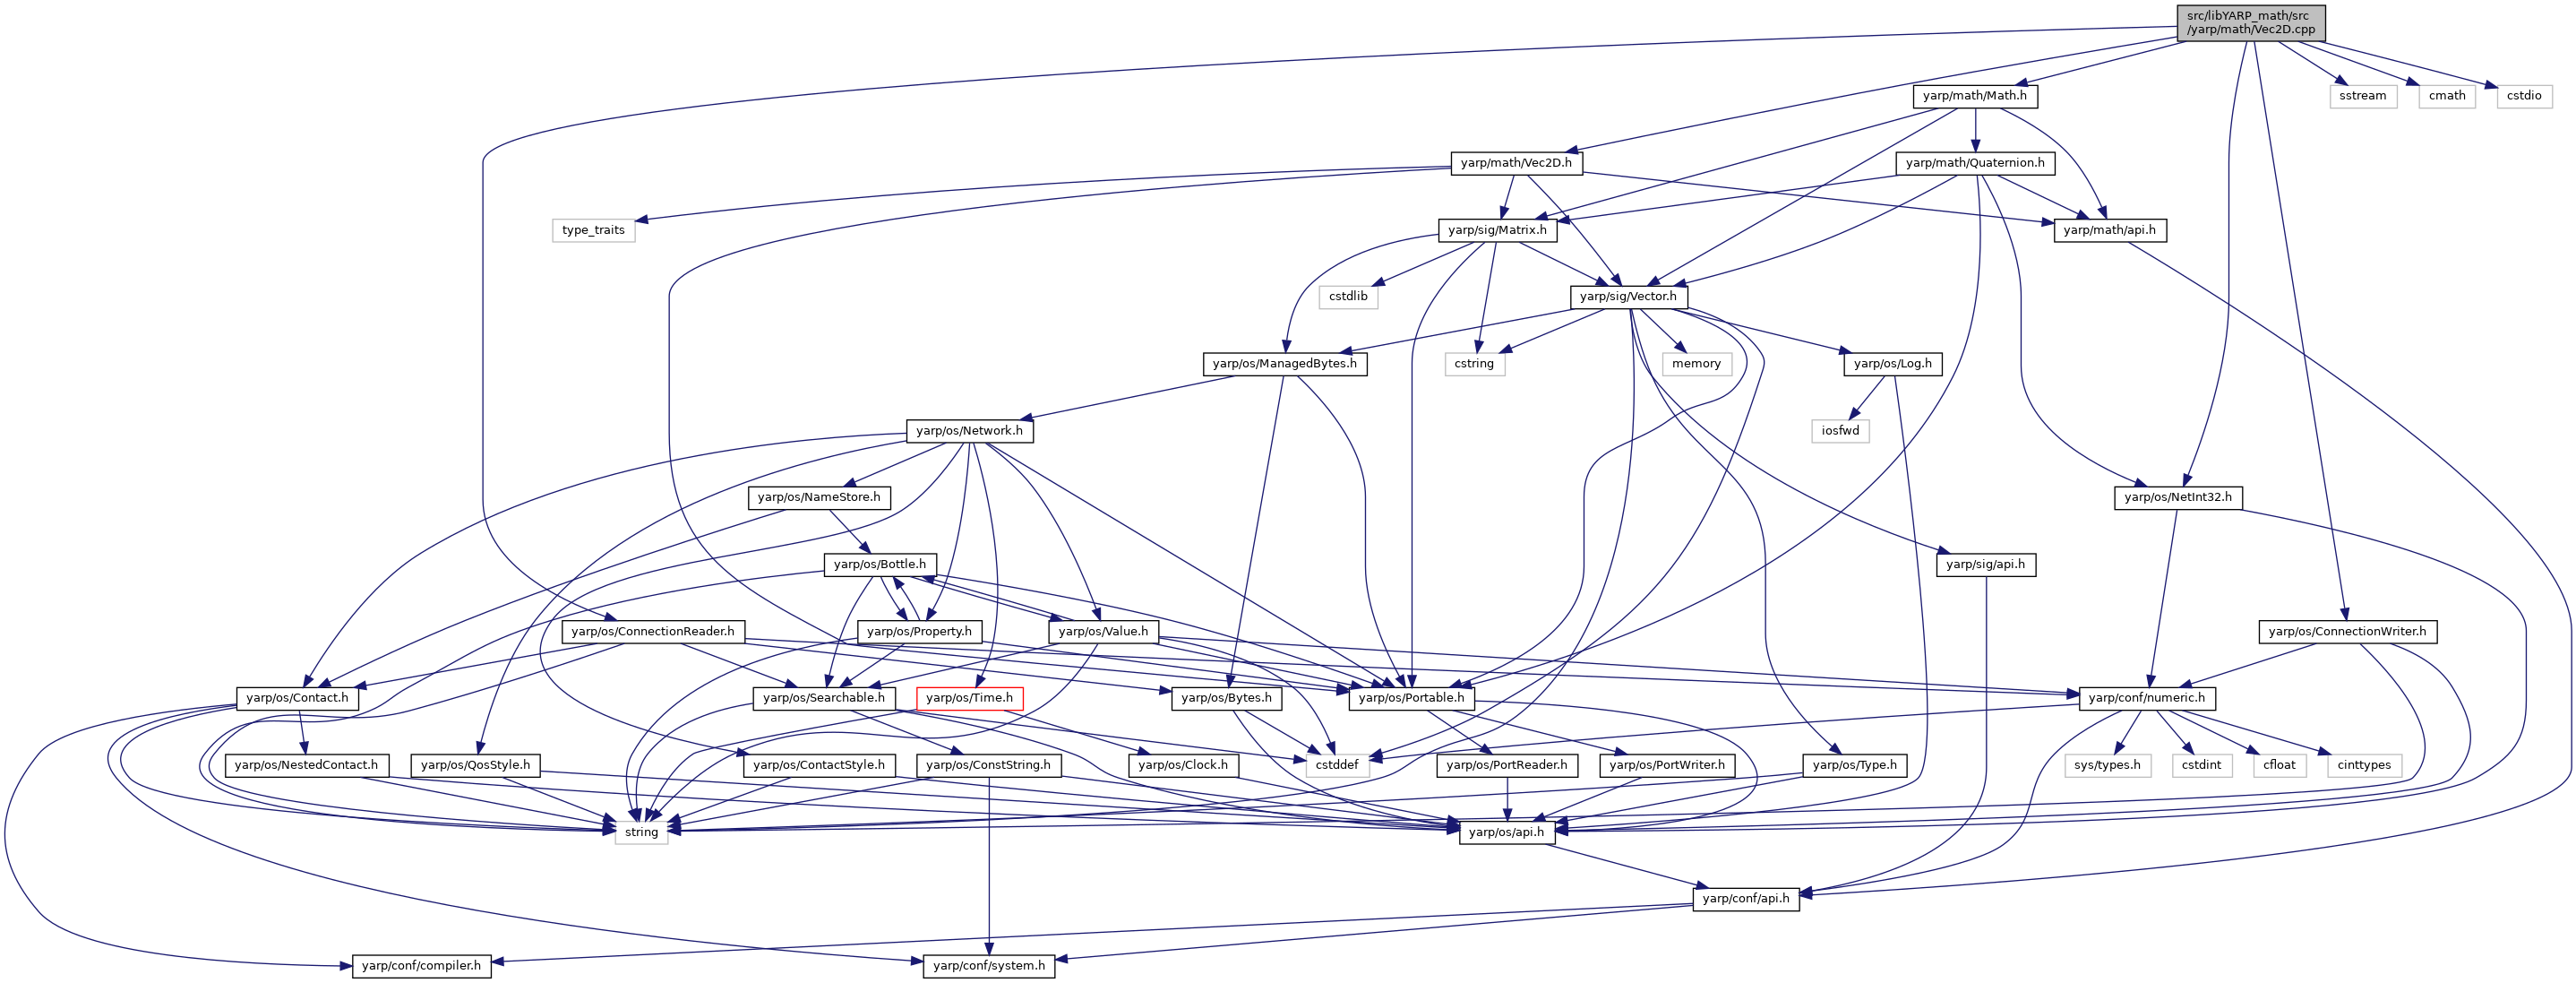 src/libYARP_math/src
/yarp/math/Vec2D.cpp
yarp/math/Math.h
sstream
cmath
cstdio
yarp/math/Vec2D.h
yarp/math/Quaternion.h
type_traits
yarp/sig/Matrix.h
yarp/math/api.h
cstdlib
yarp/sig/Vector.h
yarp/os/ManagedBytes.h
cstring
memory
yarp/os/Log.h
yarp/os/Network.h
iosfwd
yarp/os/NameStore.h
yarp/os/NetInt32.h
yarp/os/Bottle.h
yarp/sig/api.h
yarp/os/ConnectionReader.h
yarp/os/Property.h
yarp/os/Value.h
yarp/os/ConnectionWriter.h
yarp/os/Contact.h
yarp/os/Searchable.h
yarp/os/Time.h
yarp/os/Bytes.h
yarp/os/Portable.h
yarp/conf/numeric.h
yarp/os/NestedContact.h
yarp/os/QosStyle.h
yarp/os/ContactStyle.h
yarp/os/ConstString.h
yarp/os/Clock.h
cstddef
yarp/os/PortReader.h
yarp/os/PortWriter.h
yarp/os/Type.h
sys/types.h
cstdint
cfloat
cinttypes
string
yarp/os/api.h
yarp/conf/api.h
yarp/conf/compiler.h
yarp/conf/system.h